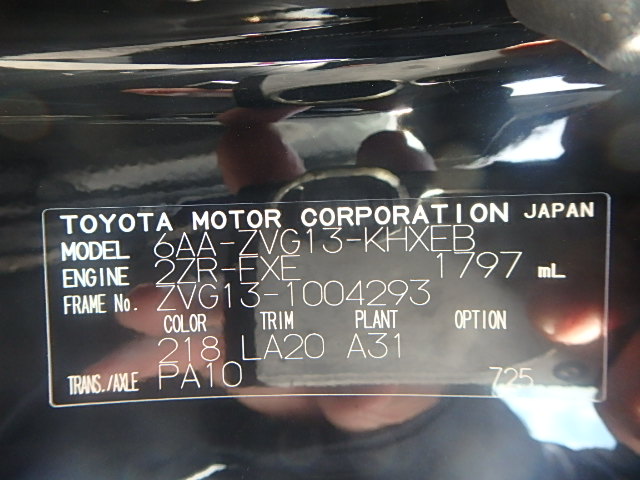 TOYOTA MOTOR CORPORATION JAPAN
MODEL 6AA-ZVG13-KHXEB
ENGINE 2ZR-EXE 1797 mL
FRAME No. ZVG13-1004293
COLOR TRIM PLANT OPTION
218 LA20 A31
TRANS./AXLE PA10 725